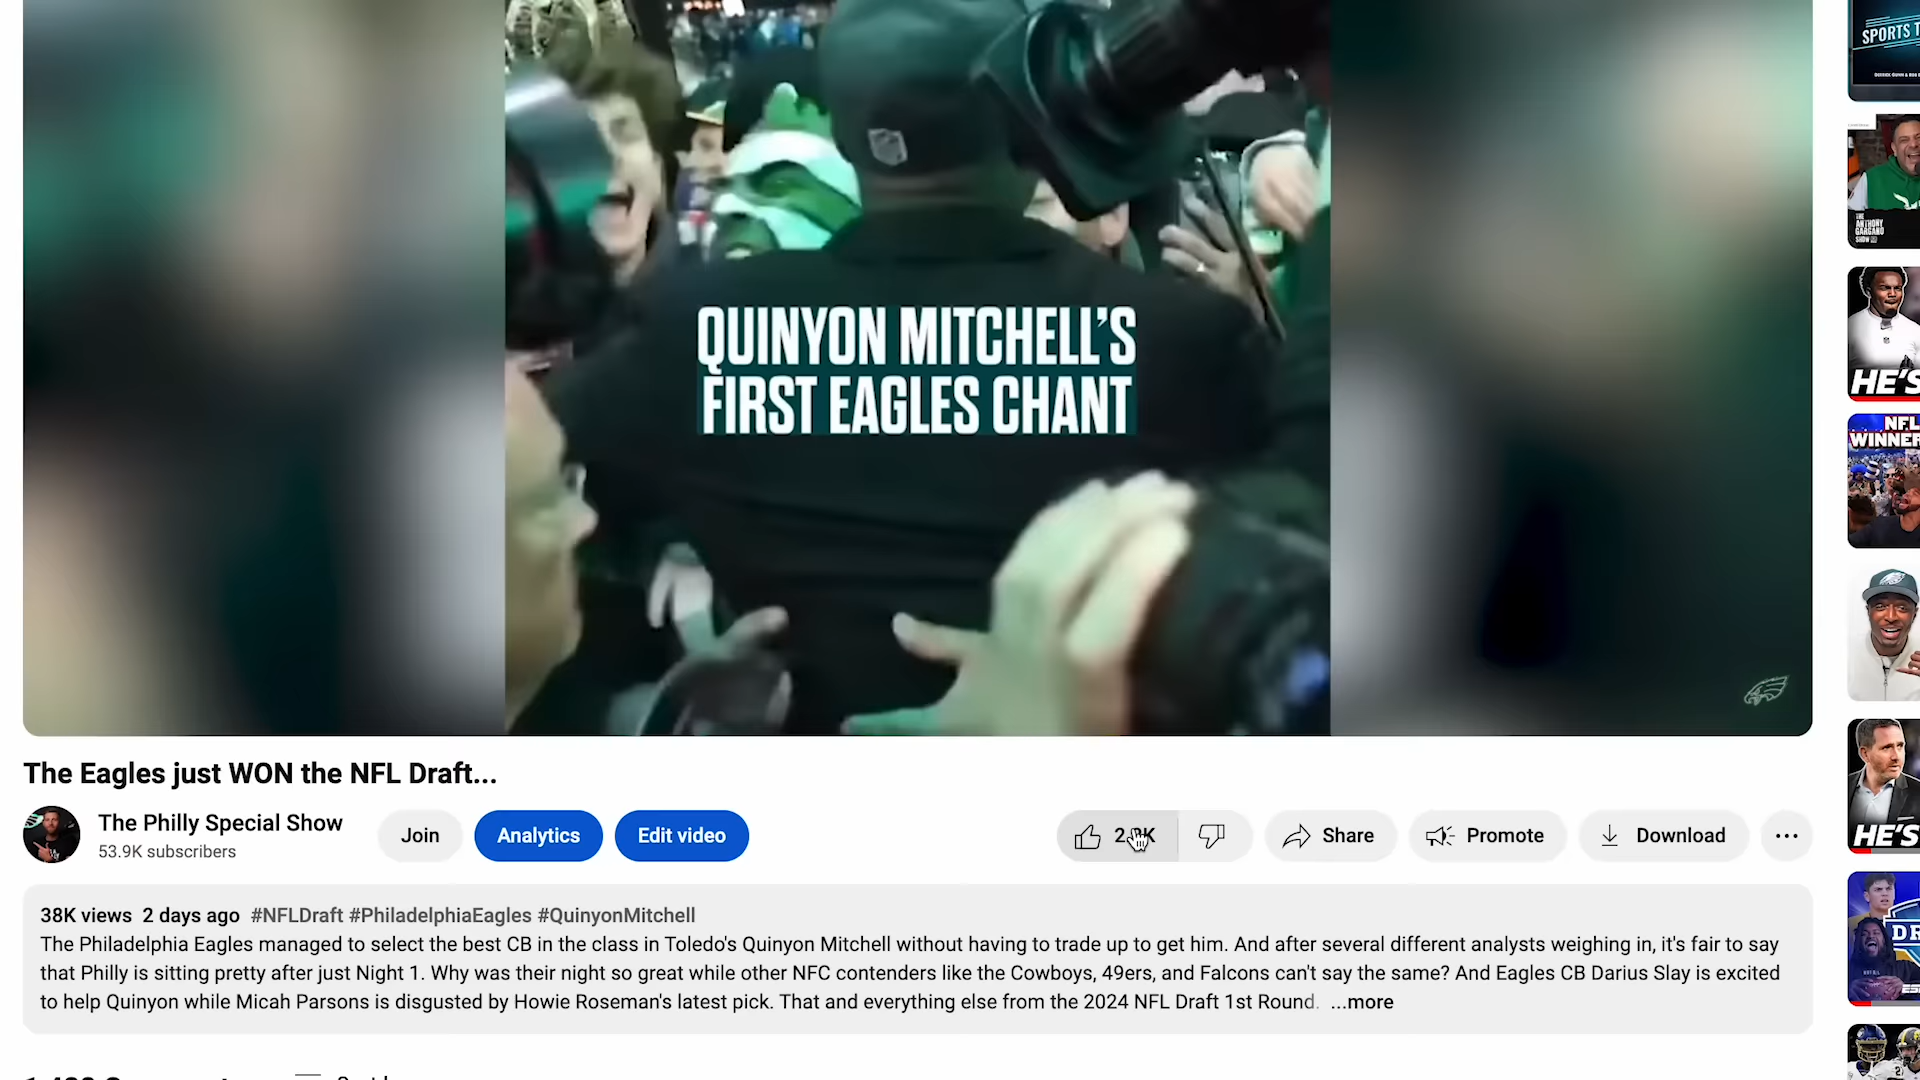 QUINYON MITCHELL'S
FIRST EAGLES CHANT
The Eagles just WON the NFL Draft...
The Philly Special Show
53.9K subscribers
Join
Analytics
Edit video
Share
Promote
Download
38K views 2 days ago #NFLDraft #PhiladelphiaEagles #QuinyonMitchell
The Philadelphia Eagles managed to select the best CB in the class in Toledo's Quinyon Mitchell without having to trade up to get him. And after several different analysts weighing in, it's fair to say
that Philly is sitting pretty after just Night 1. Why was their night so great while other NFC contenders like the Cowboys, 49ers, and Falcons can't say the same? And Eagles CB Darius Slay is excited
to help Quinyon while Micah Parsons is disgusted by Howie Roseman's latest pick. That and everything else from the 2024 NFL Draft 1st Round. ...more
SPORTS T
THE
ANTHONY
GARGANO
SHOW
HE'S
NFL
WINNER
HE'S
DR